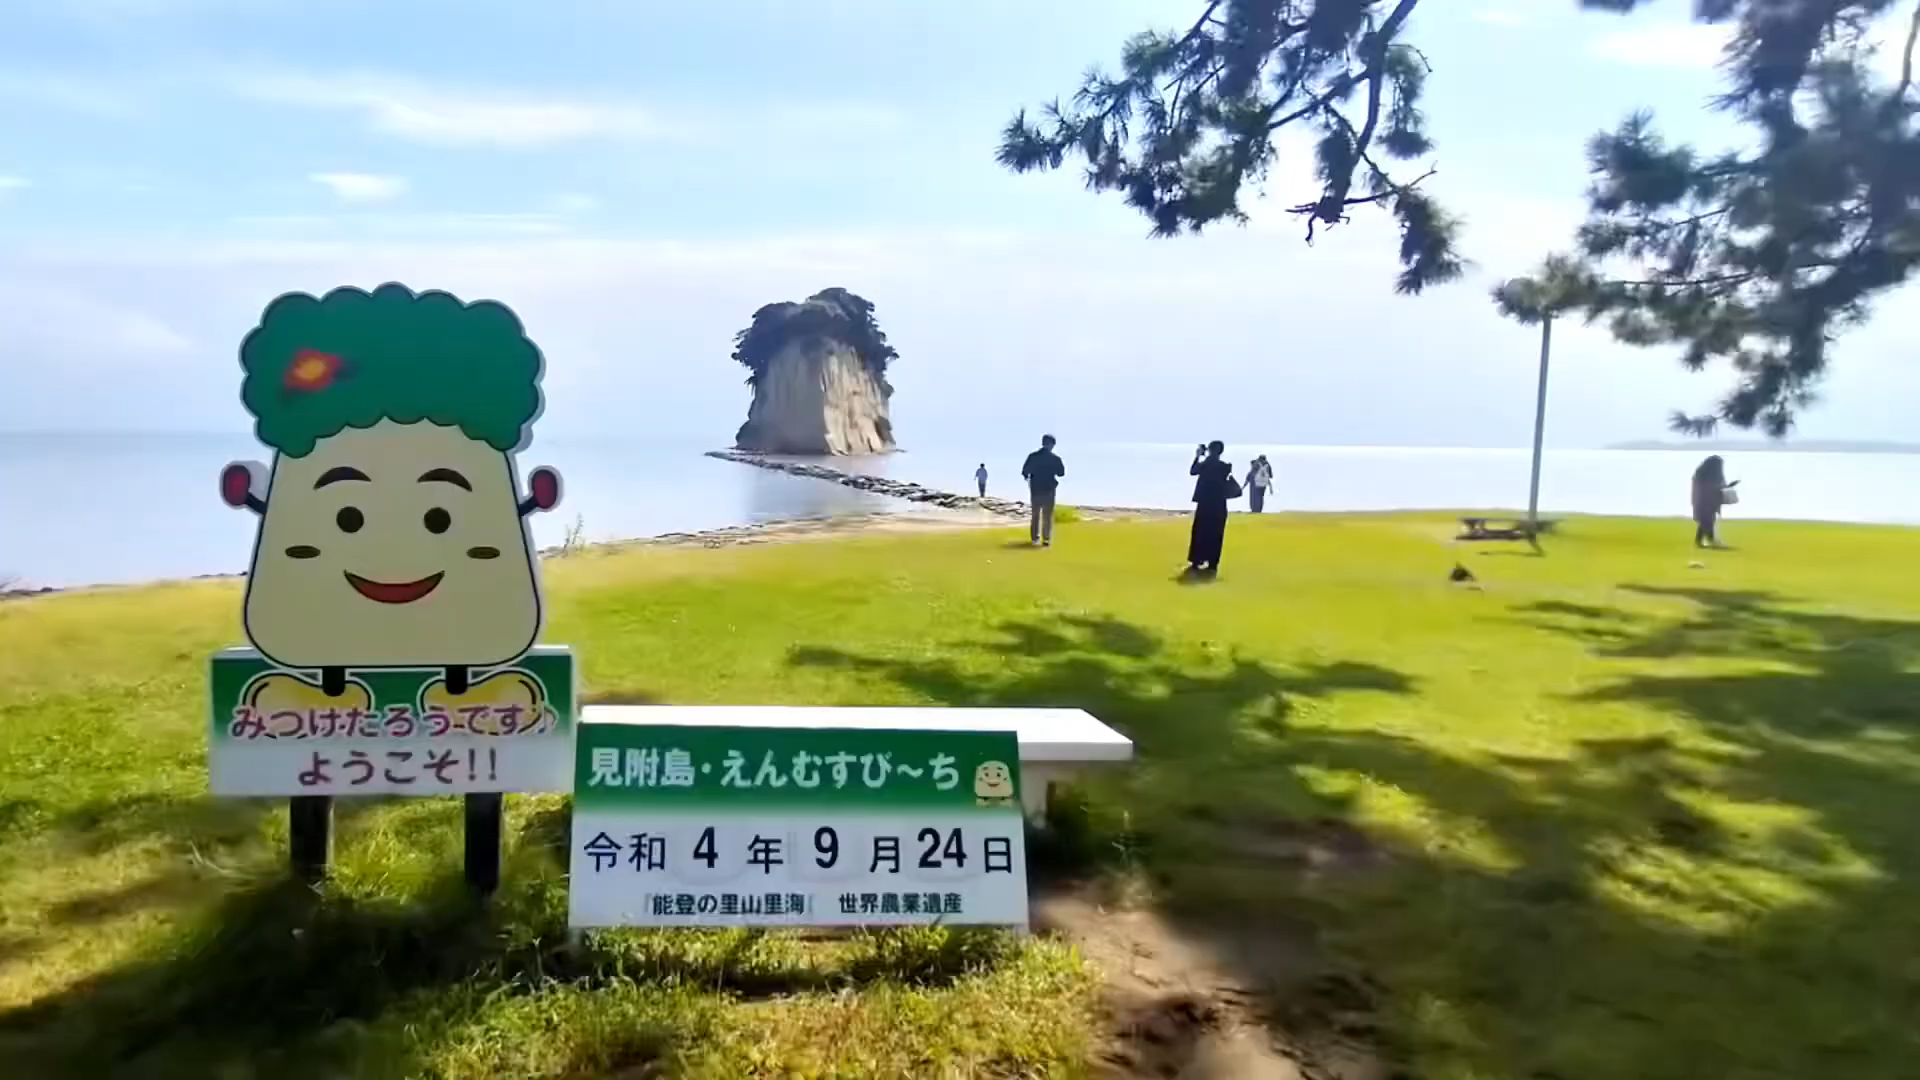 みつけたろうです♪
ようこそ!!
見附島・えんむすび～ち
令和 4 年 9 月 24 日
『能登の里山里海』 世界農業遺産